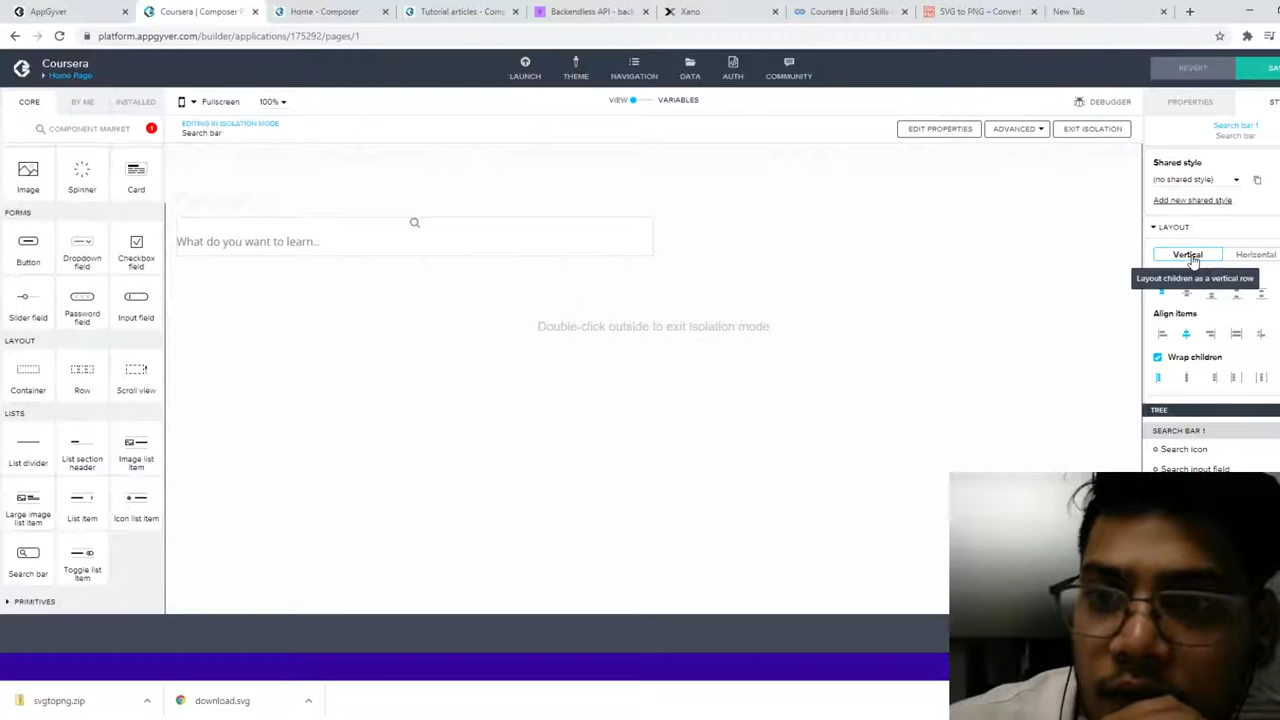 AppGyver
Coursera | Composer P
Home - Composer
Tutorial articles - Comp
Backendless API - back
Xano
Coursera | Build Skills
SVG to PNG – Convert
New Tab
platform.appgyver.com/builder/applications/175292/pages/1
Coursera
Home Page
LAUNCH
THEME
NAVIGATION
DATA
AUTH
COMMUNITY
REVERT
SA
CORE
BY ME
INSTALLED
Fullscreen
100%
VIEW
VARIABLES
DEBUGGER
PROPERTIES
COMPONENT MARKET
1
EDITING IN ISOLATION MODE
Search bar
EDIT PROPERTIES
ADVANCED
EXIT ISOLATION
Search bar 1
Search bar
Image
Spinner
Card
FORMS
Button
Dropdown field
Checkbox field
Slider field
Password field
Input field
LAYOUT
Container
Row
Scroll view
LISTS
List divider
List section header
Image list item
Large image list item
List item
Icon list item
Search bar
Toggle list item
PRIMITIVES
What do you want to learn..
Double-click outside to exit isolation mode
Shared style
(no shared style)
Add new shared style
LAYOUT
Vertical
Horizontal
Layout children as a vertical row
Align items
Wrap children
TREE
SEARCH BAR 1
Search icon
Search input field
svgtopng.zip
download.svg